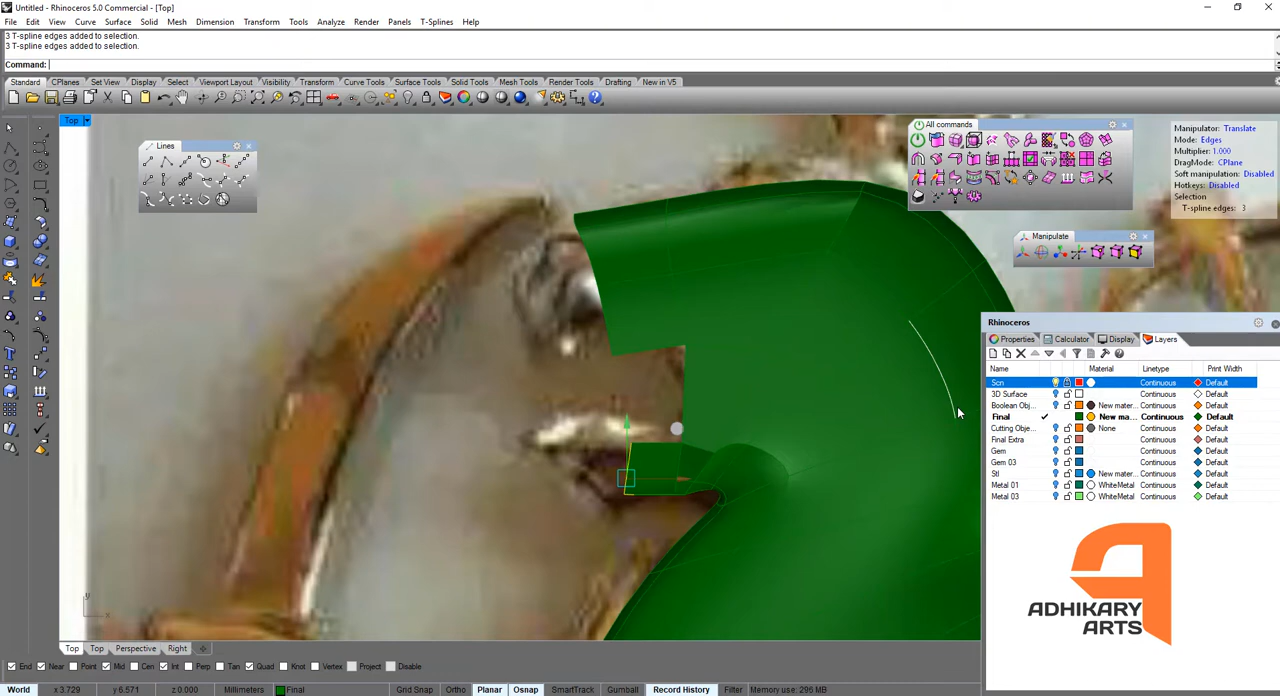 Untitled - Rhinoceros 5.0 Commercial - [Top]
File Edit View Curve Surface Solid Mesh Dimension Transform Tools Analyze Render Panels T-Splines Help
3 T-spline edges added to selection.
3 T-spline edges added to selection.
Command:
Standard CPlanes Set View Display Select Viewport Layout Visibility Transform Curve Tools Surface Tools Solid Tools Mesh Tools Render Tools Drafting New in V5
Top
Lines
All commands
Manipulator: Translate
Mode: Edges
Multiplier: 1.000
DragMode: CPlane
Soft manipulation: Disabled
Hotkeys: Disabled
Selection
T-spline edges: 3
Manipulate
Rhinoceros
Properties Calculator Display Layers
Name Material Linetype Print Width
Scn Continuous Default
3D Surface Continuous Default
Boolean Obj... New mater... Continuous Default
Final New ma... Continuous Default
Cutting Obje... None Continuous Default
Final Extra Continuous Default
Gem Continuous Default
Gem 03 Continuous Default
Stl New mater... Continuous Default
Metal 01 WhiteMetal Continuous Default
Metal 03 WhiteMetal Continuous Default
ADHIKARY
ARTS
y
x
Top Top Perspective Right
End Near Point Mid Cen Int Perp Tan Quad Knot Vertex Project Disable
World x 3.729 y 6.571 z 0.000 Millimeters Final Grid Snap Ortho Planar Osnap SmartTrack Gumball Record History Filter Memory use: 296 MB